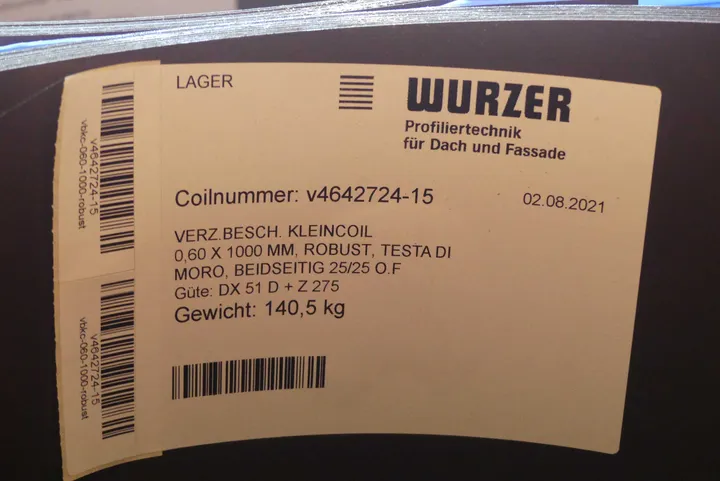 LAGER
WURZER
Profiliertechnik
für Dach und Fassade
Coilnummer: v4642724-15
02.08.2021
VERZ.BESCH. KLEINCOIL
0,60 X 1000 MM, ROBUST, TESTA DI
MORO, BEIDSEITIG 25/25 O.F
Güte: DX 51 D + Z 275
Gewicht: 140,5 kg
v4642724-15
vbkc-060-1000-robust
v4642724-15
vbkc-060-1000-robust